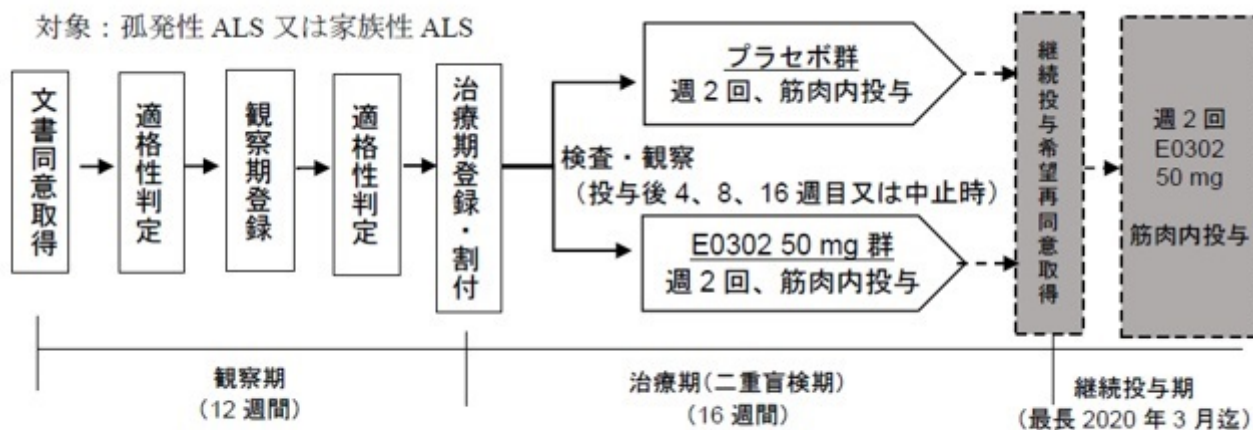 対象：孤発性 ALS 又は家族性 ALS
文書同意取得
適格性判定
観察期登録
適格性判定
治療期登録・割付
プラセボ群
週 2 回、筋肉内投与
検査・観察
（投与後 4、8、16 週目又は中止時）
E0302 50 mg 群
週 2 回、筋肉内投与
継続投与希望再同意取得
週 2 回
E0302
50 mg
筋肉内投与
観察期
（12 週間）
治療期（二重盲検期）
（16 週間）
継続投与期
（最長 2020 年 3 月迄）